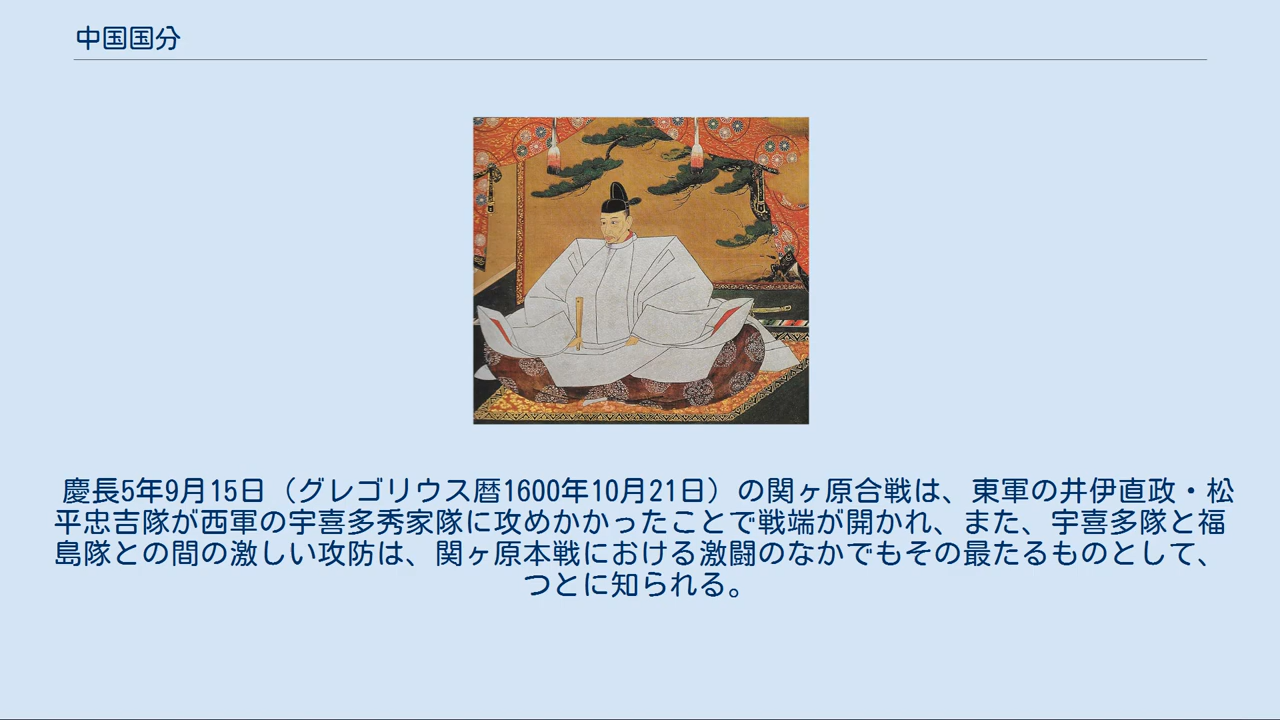 中国国分
慶長5年9月15日（グレゴリウス暦1600年10月21日）の関ヶ原合戦は、東軍の井伊直政・松
平忠吉隊が西軍の宇喜多秀家隊に攻めかかったことで戦端が開かれ、また、宇喜多隊と福
島隊との間の激しい攻防は、関ヶ原本戦における激闘のなかでもその最たるものとして、
つとに知られる。